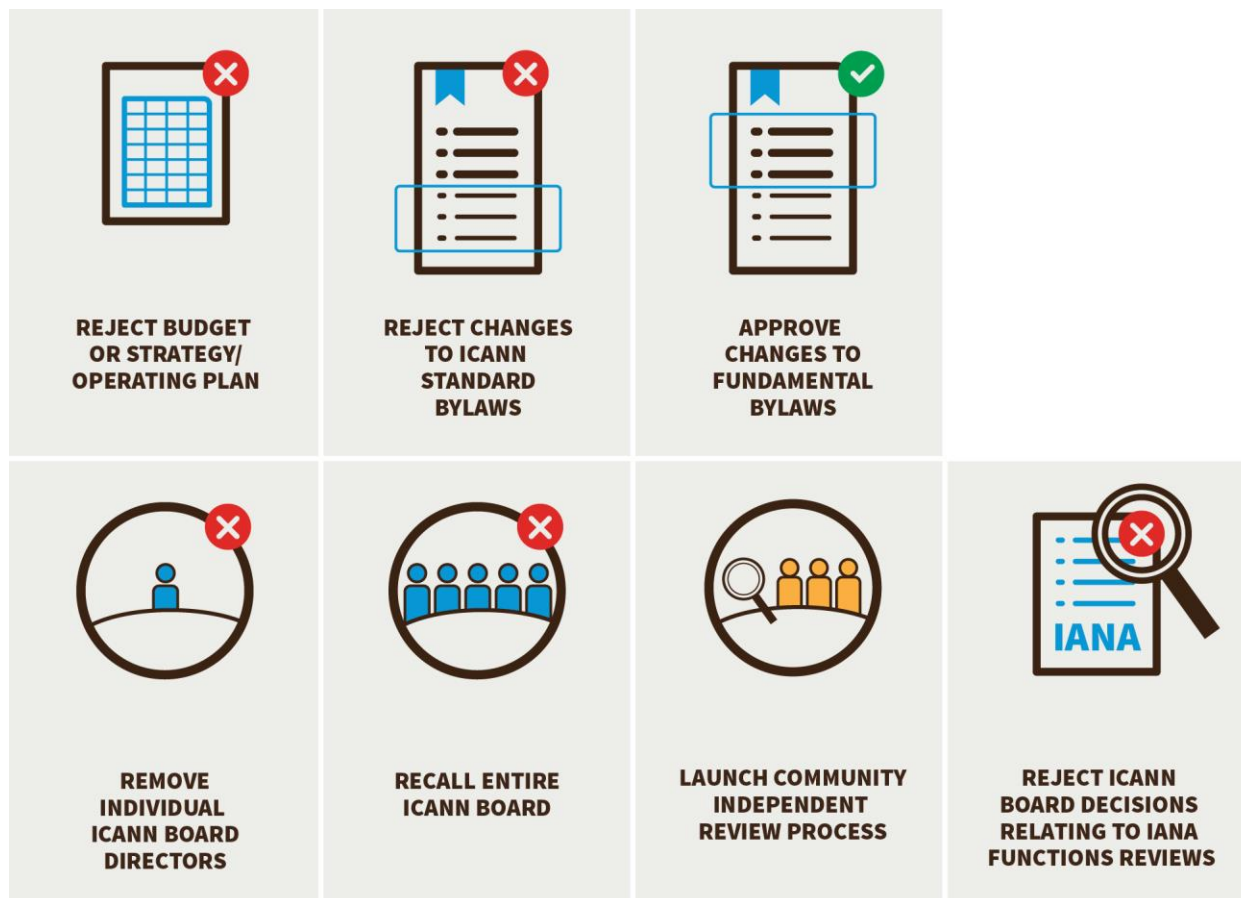 REJECT BUDGET
OR STRATEGY/
OPERATING PLAN
REJECT CHANGES
TO ICANN
STANDARD
BYLAWS
APPROVE
CHANGES TO
FUNDAMENTAL
BYLAWS
REMOVE
INDIVIDUAL
ICANN BOARD
DIRECTORS
RECALL ENTIRE
ICANN BOARD
LAUNCH COMMUNITY
INDEPENDENT
REVIEW PROCESS
IANA
REJECT ICANN
BOARD DECISIONS
RELATING TO IANA
FUNCTIONS REVIEWS